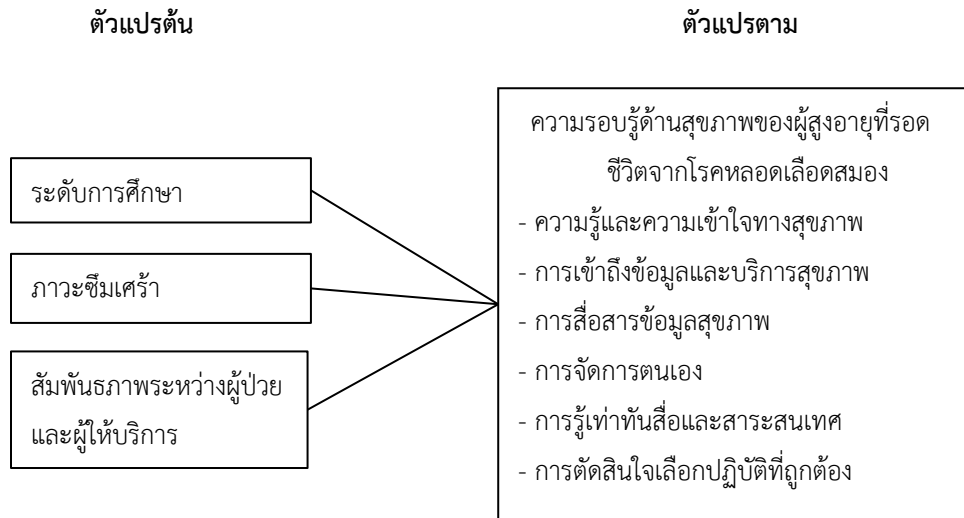 ตัวแปรต้น
ตัวแปรตาม
ระดับการศึกษา
ภาวะซึมเศร้า
สัมพันธภาพระหว่างผู้ป่วย
และผู้ให้บริการ
ความรอบรู้ด้านสุขภาพของผู้สูงอายุที่รอด
ชีวิตจากโรคหลอดเลือดสมอง
- ความรู้และความเข้าใจทางสุขภาพ
- การเข้าถึงข้อมูลและบริการสุขภาพ
- การสื่อสารข้อมูลสุขภาพ
- การจัดการตนเอง
- การรู้เท่าทันสื่อและสาระสนเทศ
- การตัดสินใจเลือกปฏิบัติที่ถูกต้อง